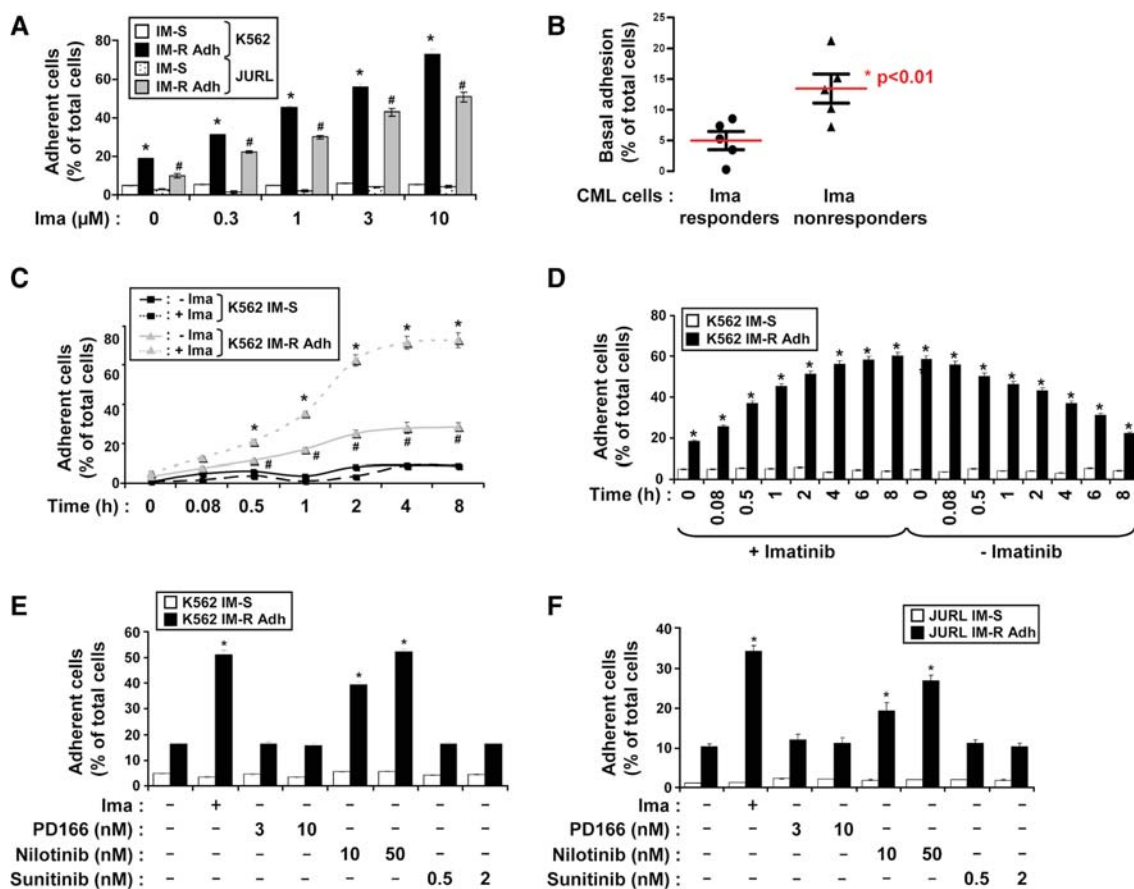 A
Adherent cells
(% of total cells)
80
60
40
20
0
IM-S
IM-R Adh
K562
IM-S
IM-R Adh
JURL
* * * * *
# # # # #
Ima (µM) : 0 0.3 1 3 10
B
Basal adhesion
(% of total cells)
25
20
15
10
5
0
* p<0.01
CML cells : Ima responders Ima nonresponders
C
Adherent cells
(% of total cells)
80
60
40
20
0
: - Ima
: + Ima
K562 IM-S
: - Ima
: + Ima
K562 IM-R Adh
* * * * *
# # # # #
Time (h) : 0 0.08 0.5 1 2 4 8
D
Adherent cells
(% of total cells)
80
60
40
20
0
K562 IM-S
K562 IM-R Adh
* * * * * * * * * * * * * * * *
Time (h) : 0 0.08 0.5 1 2 4 6 8 0 0.08 0.5 1 2 4 6 8
+ Imatinib - Imatinib
E
Adherent cells
(% of total cells)
60
50
40
30
20
10
0
K562 IM-S
K562 IM-R Adh
* * *
Ima : – + – – – – – –
PD166 (nM) : – – 3 10 – – – –
Nilotinib (nM) : – – – – 10 50 – –
Sunitinib (nM) : – – – – – – 0.5 2
F
Adherent cells
(% of total cells)
40
30
20
10
0
JURL IM-S
JURL IM-R Adh
* * *
Ima : – + – – – – – –
PD166 (nM) : – – 3 10 – – – –
Nilotinib (nM) : – – – – 10 50 – –
Sunitinib (nM) : – – – – – – 0.5 2